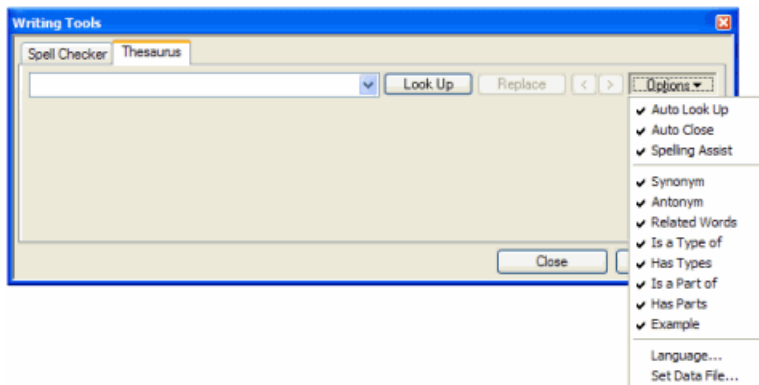 Writing Tools
Spell Checker Thesaurus
Look Up Replace < > Options
Auto Look Up
Auto Close
Spelling Assist
Synonym
Antonym
Related Words
Is a Type of
Has Types
Is a Part of
Has Parts
Example
Close
Language...
Set Data File...